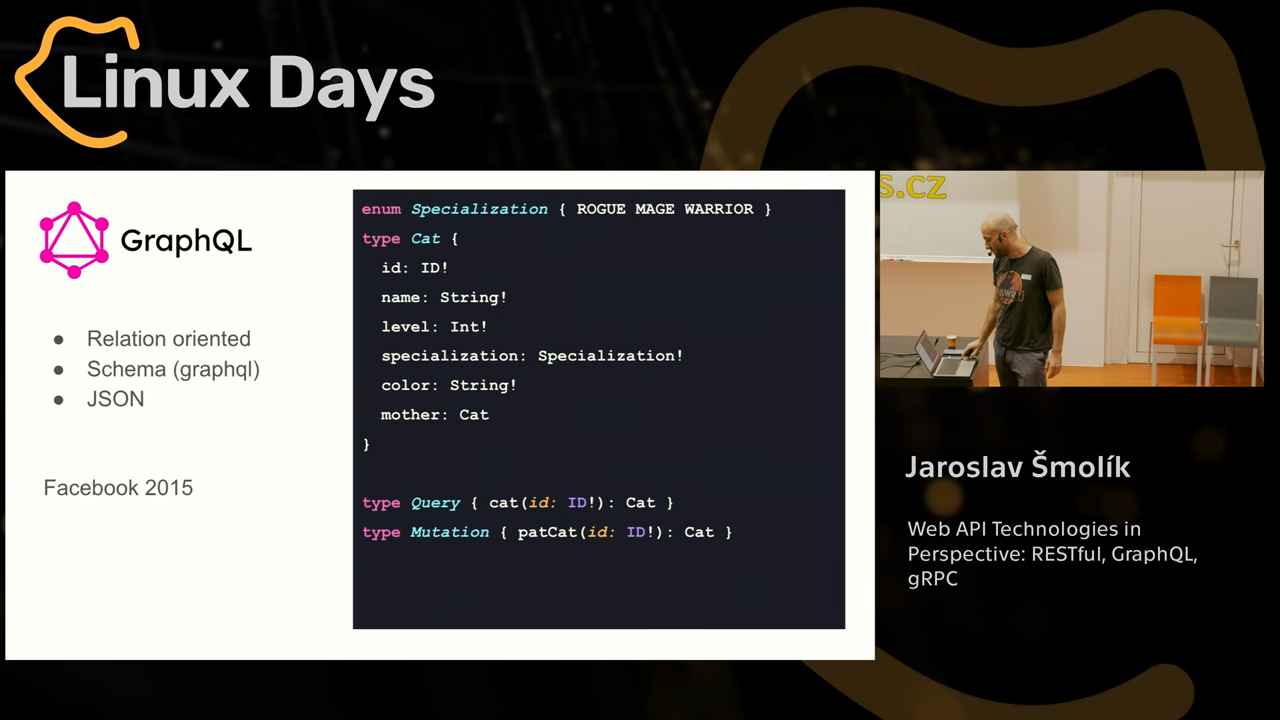 Linux Days
GraphQL
● Relation oriented
● Schema (graphql)
● JSON
Facebook 2015
enum Specialization { ROGUE MAGE WARRIOR }
type Cat {
  id: ID!
  name: String!
  level: Int!
  specialization: Specialization!
  color: String!
  mother: Cat
}
type Query { cat(id: ID!): Cat }
type Mutation { patCat(id: ID!): Cat }
s.cz
Jaroslav Šmolík
Web API Technologies in
Perspective: RESTful, GraphQL,
gRPC